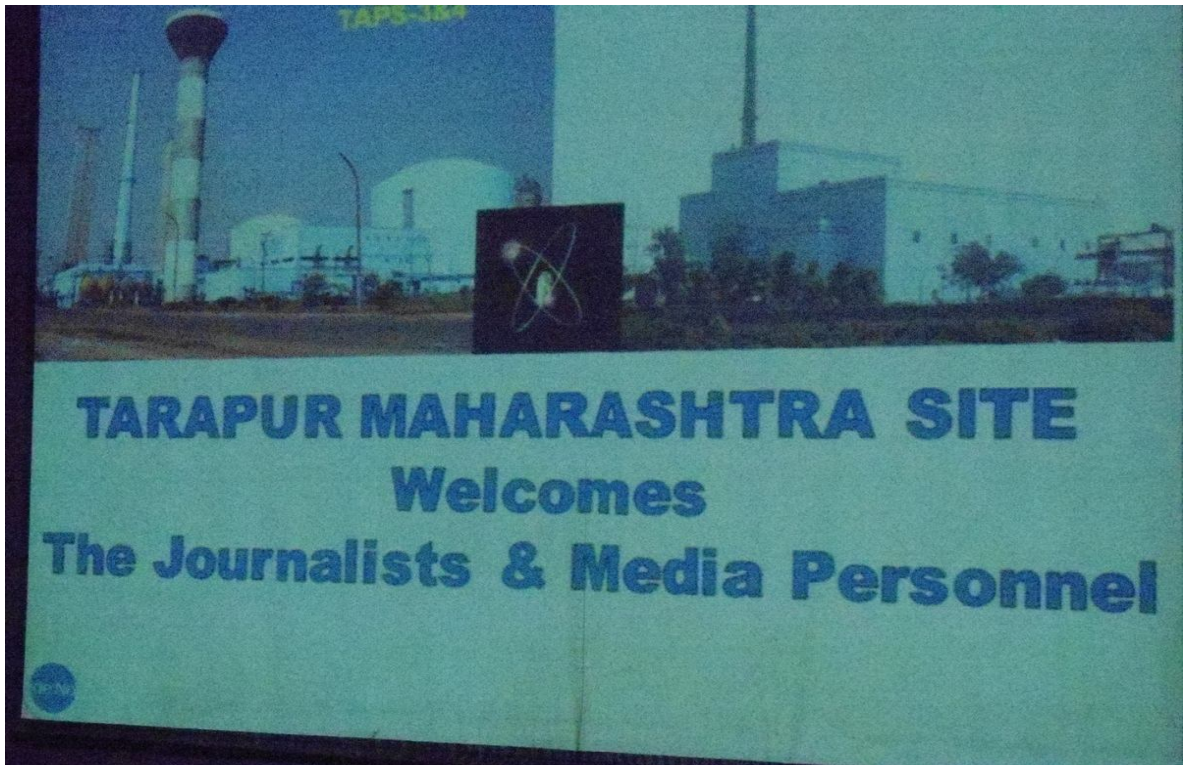 TAPS-3&4
TARAPUR MAHARASHTRA SITE
Welcomes
The Journalists & Media Personnel